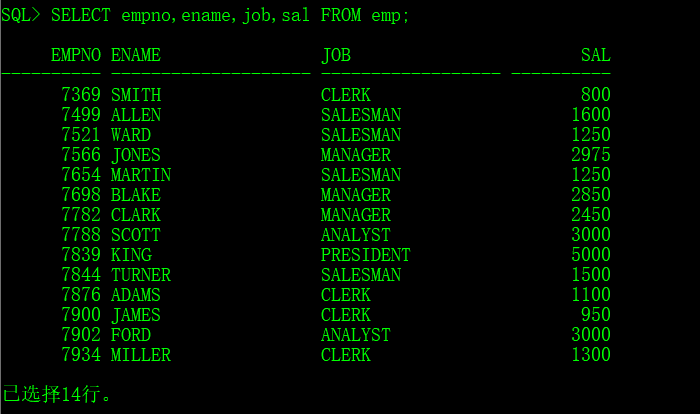 SQL> SELECT empno,ename,job,sal FROM emp;
EMPNO ENAME JOB SAL
---------- -------------------- ------------------ ----------
7369 SMITH CLERK 800
7499 ALLEN SALESMAN 1600
7521 WARD SALESMAN 1250
7566 JONES MANAGER 2975
7654 MARTIN SALESMAN 1250
7698 BLAKE MANAGER 2850
7782 CLARK MANAGER 2450
7788 SCOTT ANALYST 3000
7839 KING PRESIDENT 5000
7844 TURNER SALESMAN 1500
7876 ADAMS CLERK 1100
7900 JAMES CLERK 950
7902 FORD ANALYST 3000
7934 MILLER CLERK 1300
已选择14行。